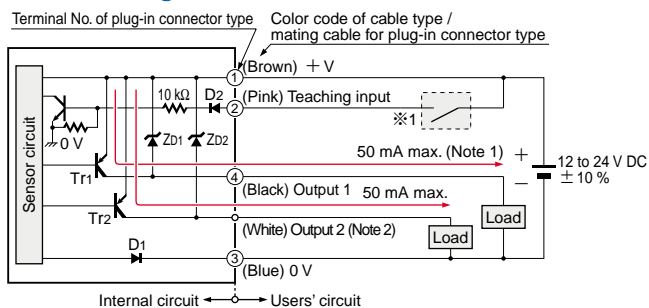 Terminal No. of plug-in connector type
Color code of cable type /
mating cable for plug-in connector type
Sensor circuit
0 V
10 kΩ
D2
ZD1
ZD2
Tr1
Tr2
D1
1
(Brown) + V
2
(Pink) Teaching input
※1
50 mA max. (Note 1)
+
−
12 to 24 V DC
± 10 %
4
(Black) Output 1
50 mA max.
Load
Load
(White) Output 2 (Note 2)
3
(Blue) 0 V
Internal circuit
Users' circuit